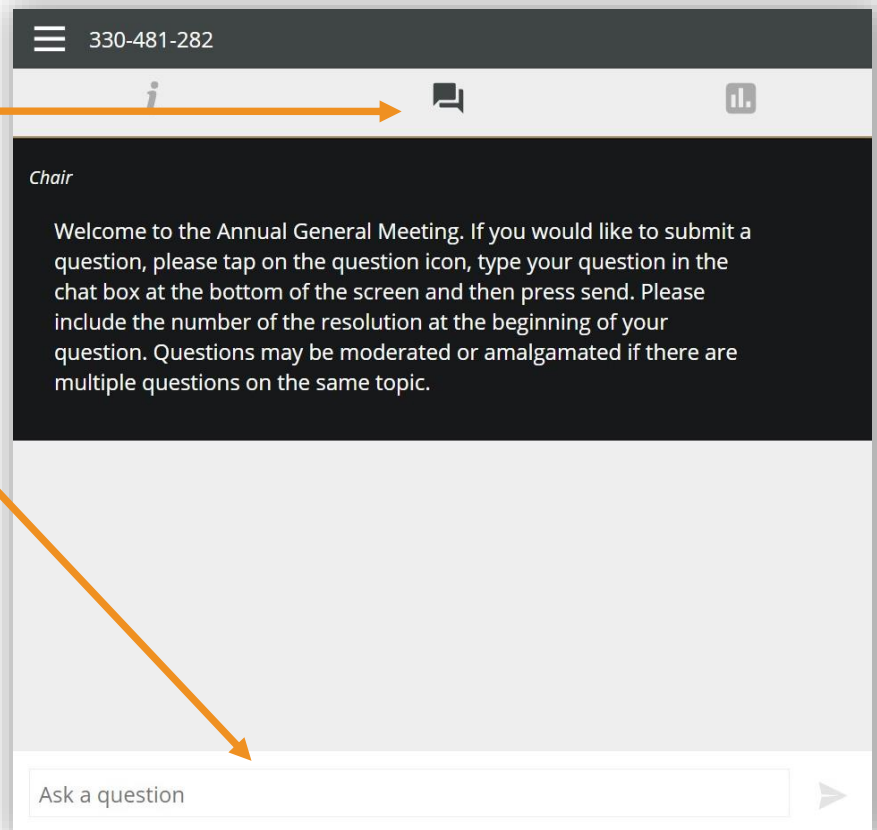 330-481-282
Chair
Welcome to the Annual General Meeting. If you would like to submit a
question, please tap on the question icon, type your question in the
chat box at the bottom of the screen and then press send. Please
include the number of the resolution at the beginning of your
question. Questions may be moderated or amalgamated if there are
multiple questions on the same topic.
Ask a question